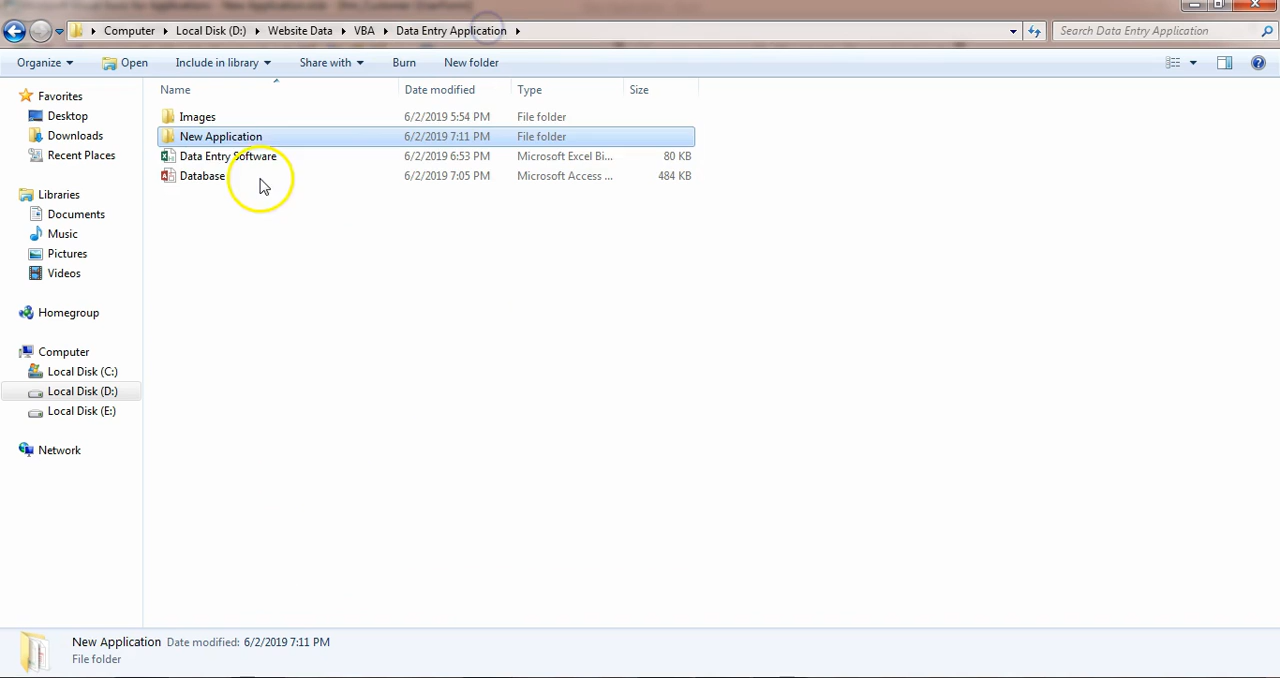 Computer Local Disk (D:) Website Data VBA Data Entry Application Search Data Entry Application
Organize Open Include in library Share with Burn New folder
Favorites
Desktop
Downloads
Recent Places
Libraries
Documents
Music
Pictures
Videos
Homegroup
Computer
Local Disk (C:)
Local Disk (D:)
Local Disk (E:)
Network
Name Date modified Type Size
Images 6/2/2019 5:54 PM File folder
New Application 6/2/2019 7:11 PM File folder
Data Entry Software 6/2/2019 6:53 PM Microsoft Excel Bi... 80 KB
Database 6/2/2019 7:05 PM Microsoft Access ... 484 KB
New Application Date modified: 6/2/2019 7:11 PM
File folder